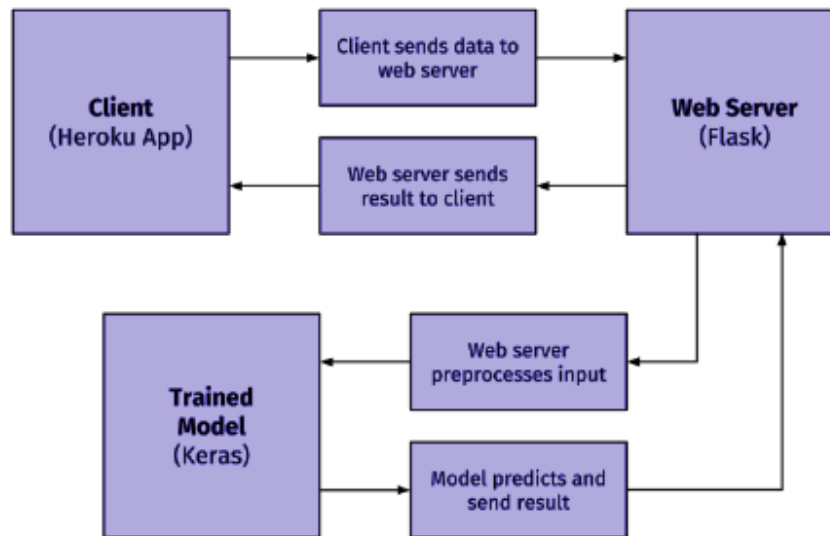 Client
(Heroku App)
Client sends data to
web server
Web server sends
result to client
Web Server
(Flask)
Trained
Model
(Keras)
Web server
preprocesses input
Model predicts and
send result